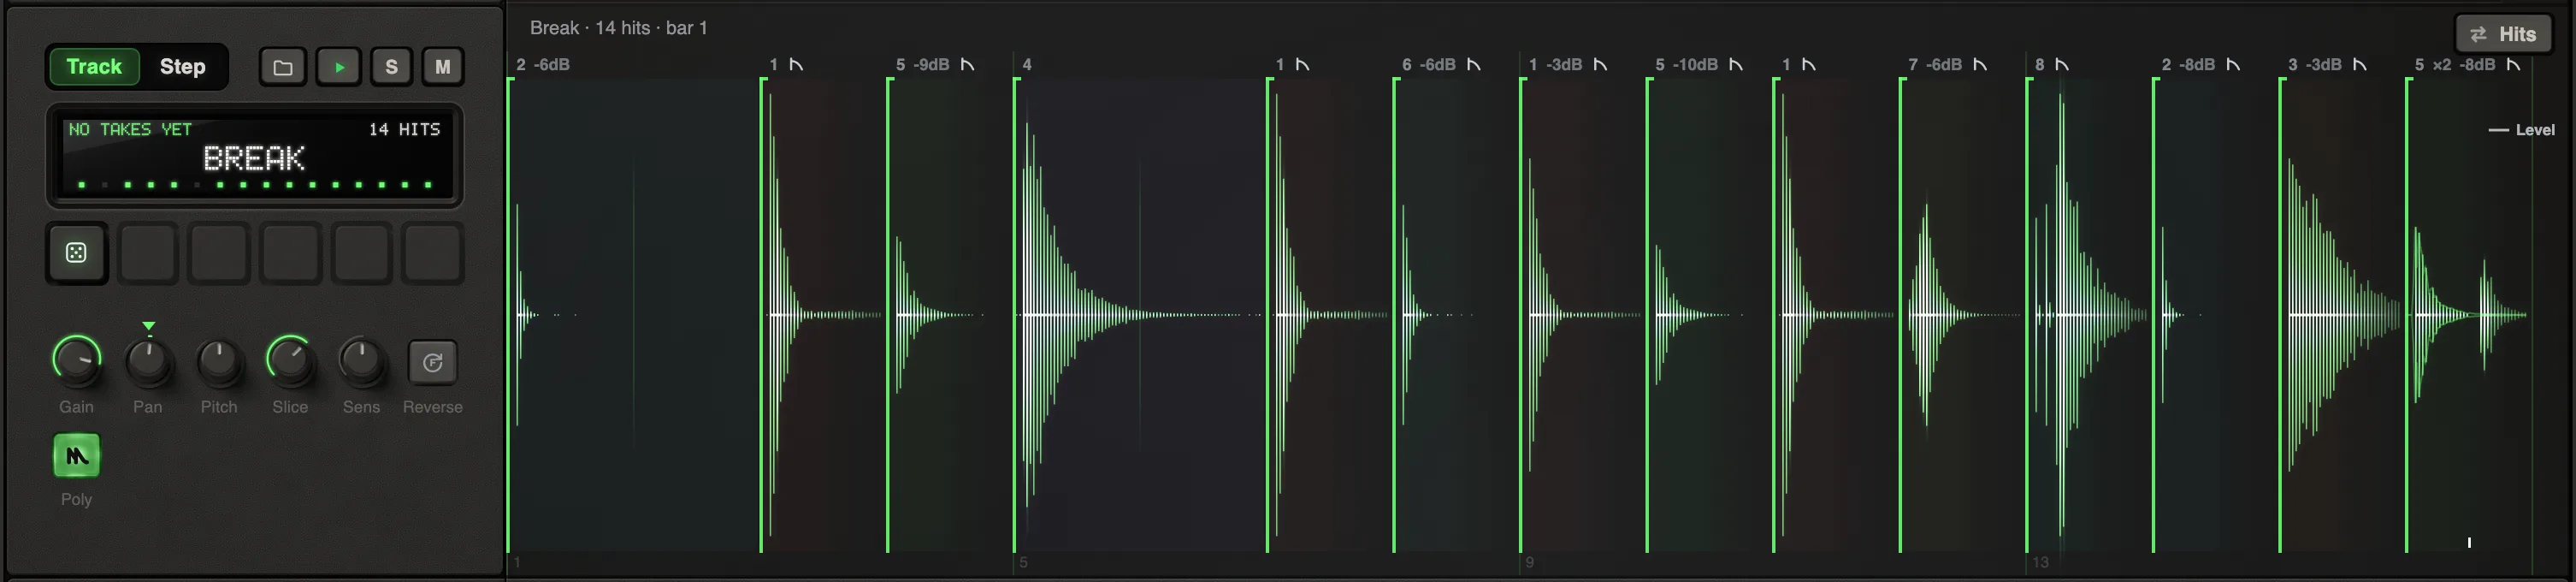 Track Step S M
NO TAKES YET 14 HITS
BREAK
Gain Pan Pitch Slice Sens Reverse
Poly
Break · 14 hits · bar 1
Hits
2 -6dB 1 5 -9dB 4 1 6 -6dB 1 -3dB 5 -10dB 1 7 -6dB 8 2 -8dB 3 -3dB 5 ×2 -8dB
Level
1 5 9 13